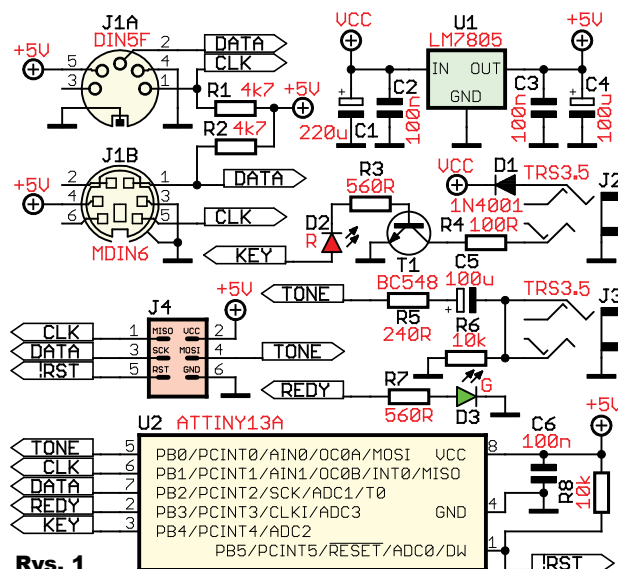 J1A
DIN5F
+5V
5
3
2
4
1
DATA
CLK
R1 4k7
+5V
R2 4k7
J1B
+5V
2
4
6
1
3
5
DATA
CLK
MDIN6
VCC
U1
LM7805
IN OUT
GND
+5V
220u
C1
C2
100n
C3
100n
C4
100u
R3
560R
D2
R
KEY
T1
BC548
VCC
D1
1N4001
R4
100R
TRS3.5
J2
TONE
R5
240R
C5
100u
R6
10k
TRS3.5
J3
REDY
R7
560R
G
D3
J4
+5V
CLK 1 MISO VCC 2
DATA 3 SCK MOSI 4 TONE
!RST 5 RST GND 6
U2 ATTINY13A
TONE 5 PB0/PCINT0/AIN0/OC0A/MOSI VCC 8
CLK 6 PB1/PCINT1/AIN1/OC0B/INT0/MISO
DATA 7 PB2/PCINT2/SCK/ADC1/T0
REDY 2 PB3/PCINT3/CLKI/ADC3 GND 4
KEY 3 PB4/PCINT4/ADC2
PB5/PCINT5/RESET/ADC0/DW 1
C6
100n
+5V
R8
10k
!RST
Rys. 1